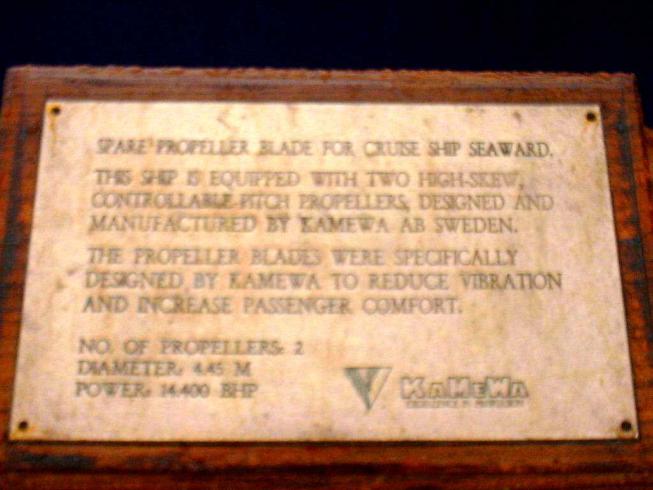 SPARE PROPELLER BLADE FOR CRUISE SHIP SEAWARD.
THIS SHIP IS EQUIPPED WITH TWO HIGH-SKEW,
CONTROLLABLE PITCH PROPELLERS, DESIGNED AND
MANUFACTURED BY KAMEWA AB SWEDEN.
THE PROPELLER BLADES WERE SPECIFICALLY
DESIGNED BY KAMEWA TO REDUCE VIBRATION
AND INCREASE PASSENGER COMFORT.
NO. OF PROPELLERS: 2
DIAMETER: 4.45 M
POWER: 14.400 BHP
KaMeWa